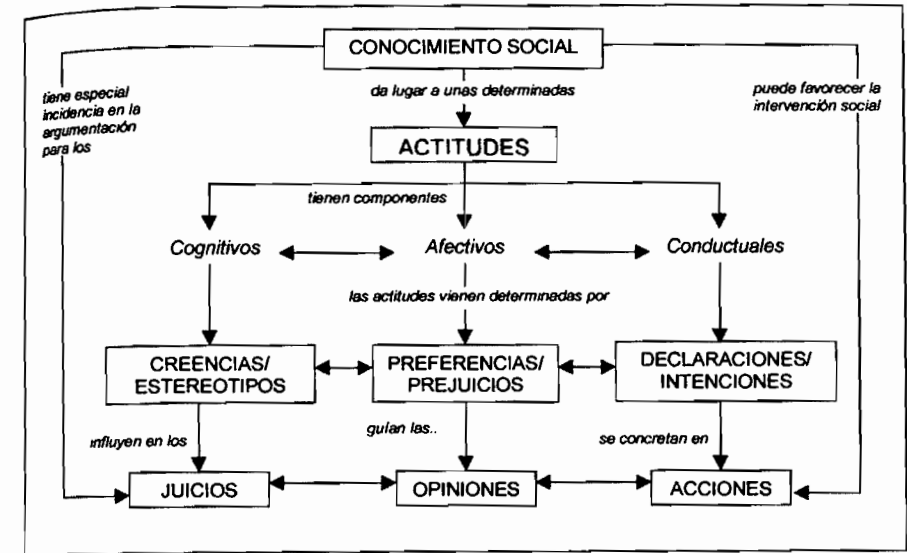 CONOCIMIENTO SOCIAL
tiene especial
incidencia en la
argumentación
para los
da lugar a unas determinadas
puede favorecer la
intervención social
ACTITUDES
tienen componentes
Cognitivos
Afectivos
Conductuales
las actitudes vienen determinadas por
CREENCIAS/
ESTEREOTIPOS
PREFERENCIAS/
PREJUICIOS
DECLARACIONES/
INTENCIONES
influyen en los
guían las..
se concretan en
JUICIOS
OPINIONES
ACCIONES